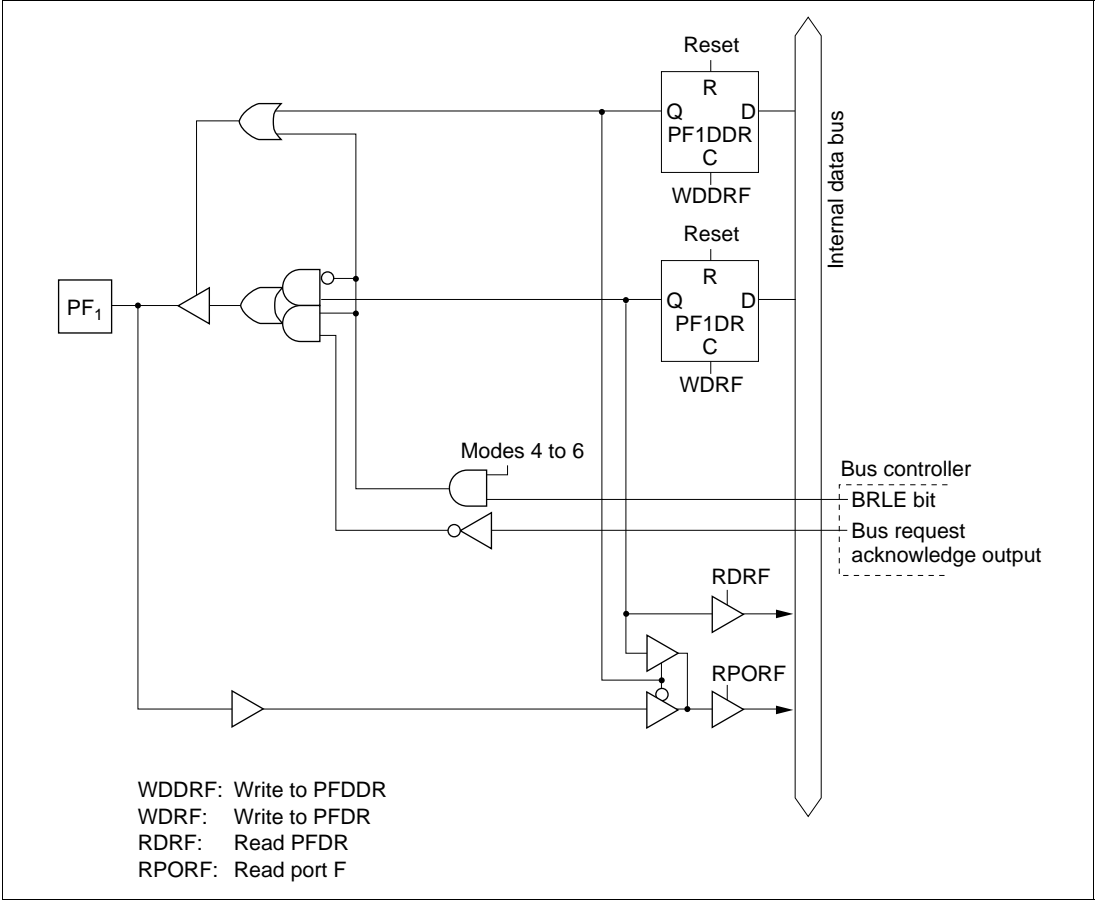 Reset
R
Q D
PF1DDR
C
WDDRF
Internal data bus
Reset
R
Q D
PF1DR
C
WDRF
PF1
Modes 4 to 6
Bus controller
BRLE bit
Bus request
acknowledge output
RDRF
RPORF
WDDRF: Write to PFDDR
WDRF: Write to PFDR
RDRF: Read PFDR
RPORF: Read port F